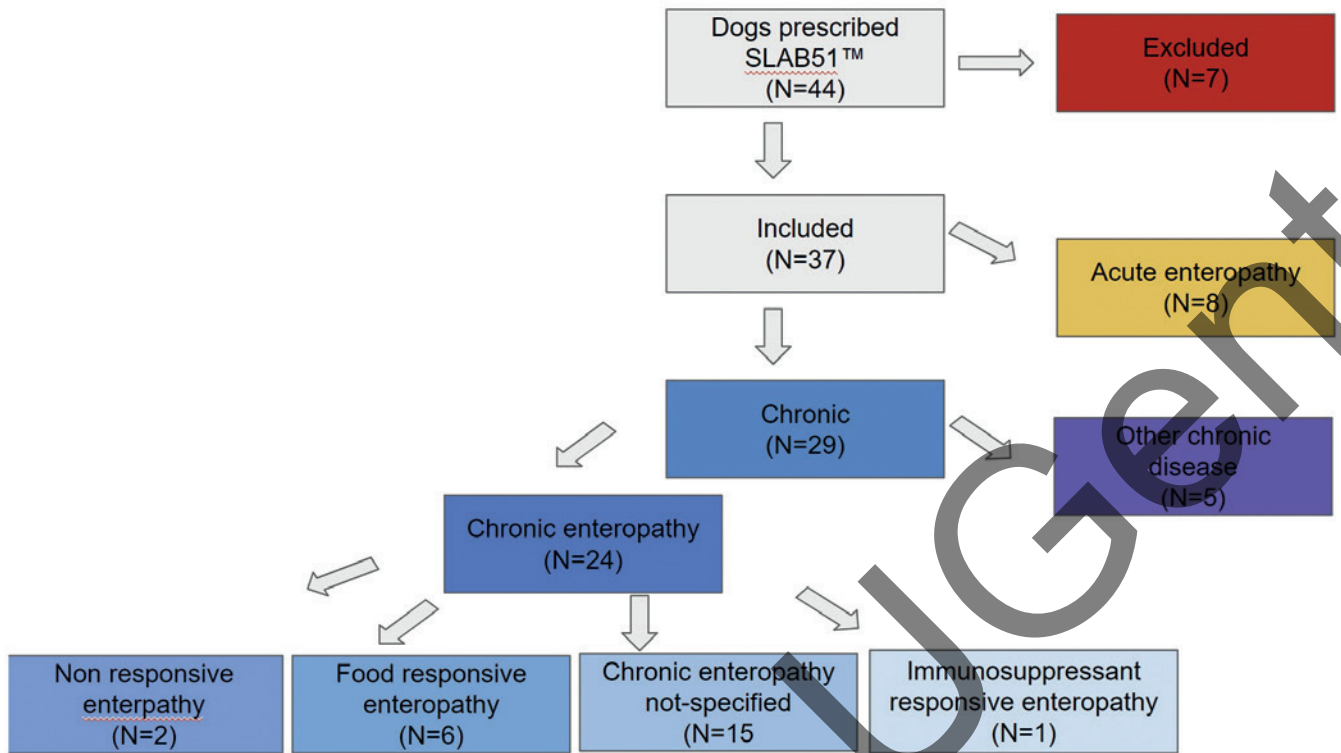 Dogs prescribed
SLAB51™
(N=44)
Excluded
(N=7)
Included
(N=37)
Acute enteropathy
(N=8)
Chronic
(N=29)
Other chronic
disease
(N=5)
Chronic enteropathy
(N=24)
Non responsive
enterpathy
(N=2)
Food responsive
enteropathy
(N=6)
Chronic enteropathy
not-specified
(N=15
Immunosuppressant
responsive enteropathy
(N=1)
UGent